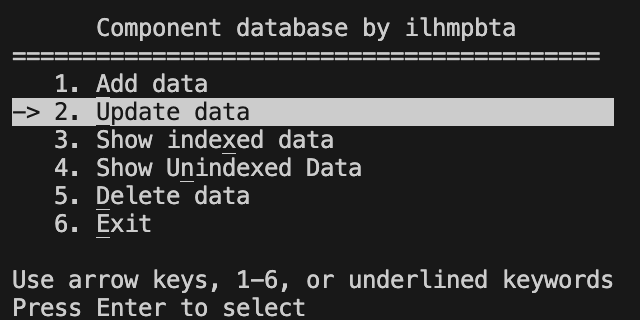 Component database by ilhmpbta
==========================================
1. Add data
-> 2. Update data
3. Show indexed data
4. Show Unindexed Data
5. Delete data
6. Exit
Use arrow keys, 1-6, or underlined keywords
Press Enter to select